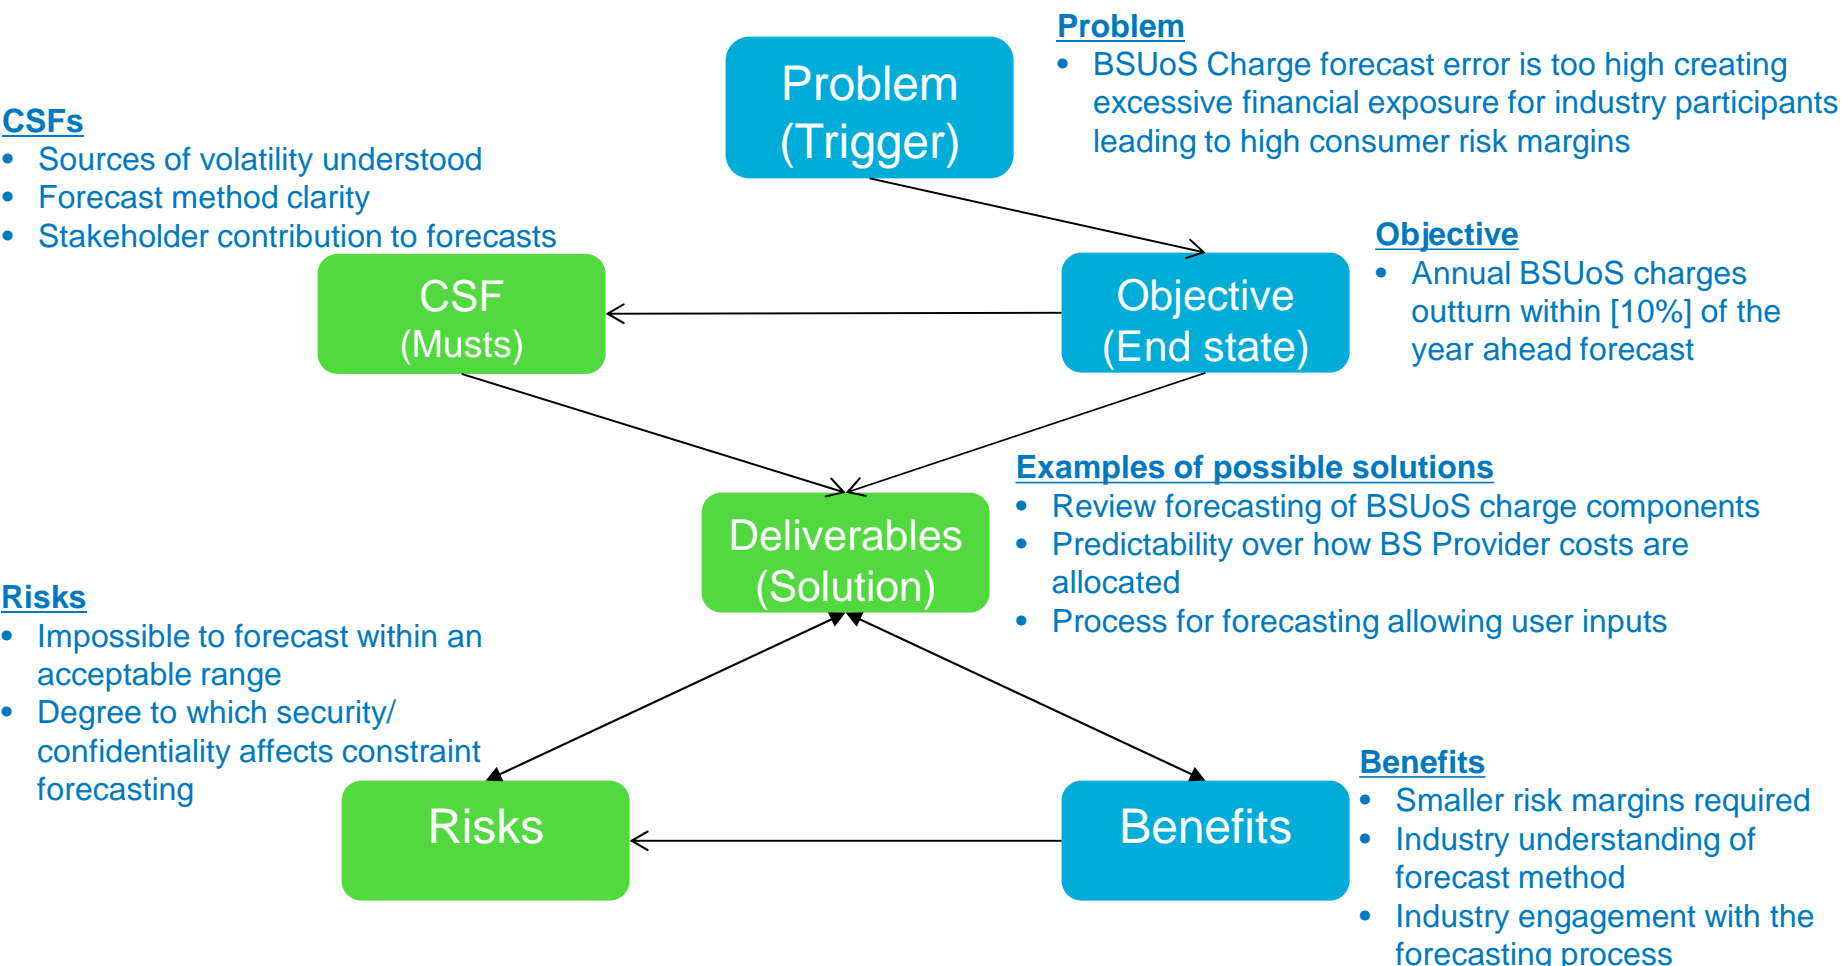 Problem
(Trigger)
Problem
• BSUoS Charge forecast error is too high creating
excessive financial exposure for industry participants
leading to high consumer risk margins
CSFs
• Sources of volatility understood
• Forecast method clarity
• Stakeholder contribution to forecasts
CSF
(Musts)
Objective
(End state)
Objective
• Annual BSUoS charges
outturn within [10%] of the
year ahead forecast
Deliverables
(Solution)
Examples of possible solutions
• Review forecasting of BSUoS charge components
• Predictability over how BS Provider costs are
allocated
• Process for forecasting allowing user inputs
Risks
• Impossible to forecast within an
acceptable range
• Degree to which security/
confidentiality affects constraint
forecasting
Risks
Benefits
Benefits
• Smaller risk margins required
• Industry understanding of
forecast method
• Industry engagement with the
forecasting process